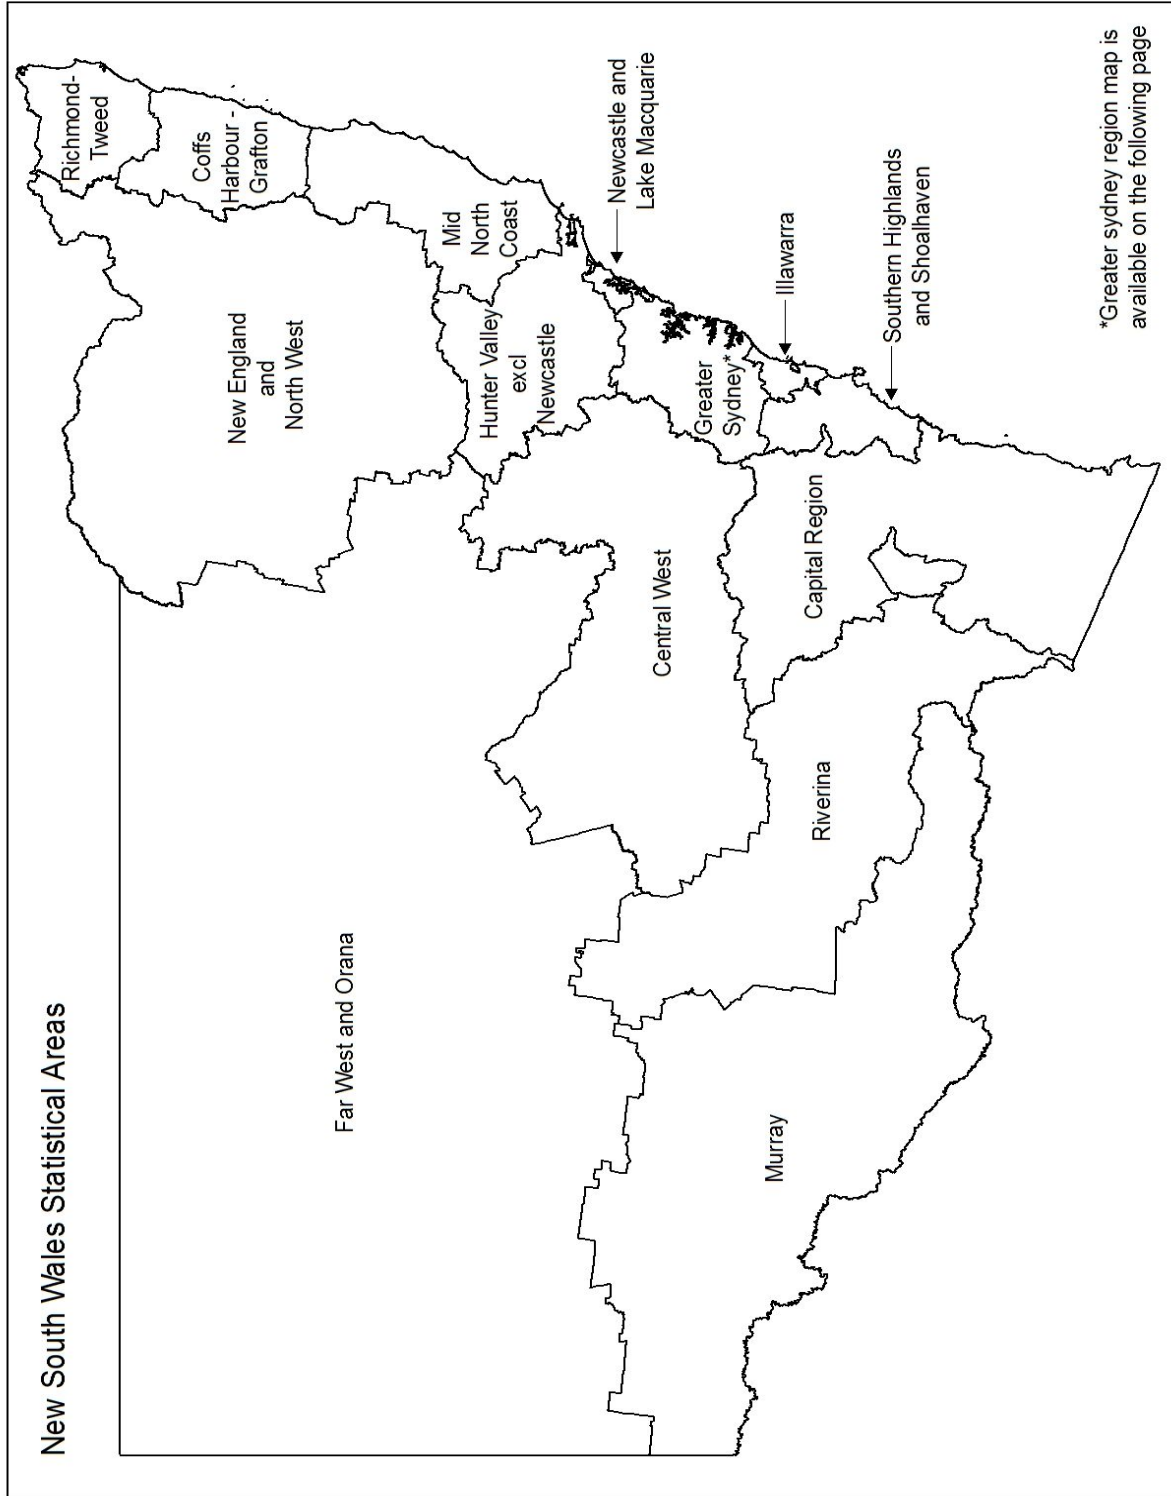 New South Wales Statistical Areas
Richmond-
Tweed
Coffs
Harbour -
Grafton
New England
and
North West
Mid
North
Coast
Hunter Valley
excl
Newcastle
Newcastle and
Lake Macquarie
Far West and Orana
Central West
Greater
Sydney*
Illawarra
Southern Highlands
and Shoalhaven
Capital Region
Riverina
Murray
*Greater sydney region map is
available on the following page